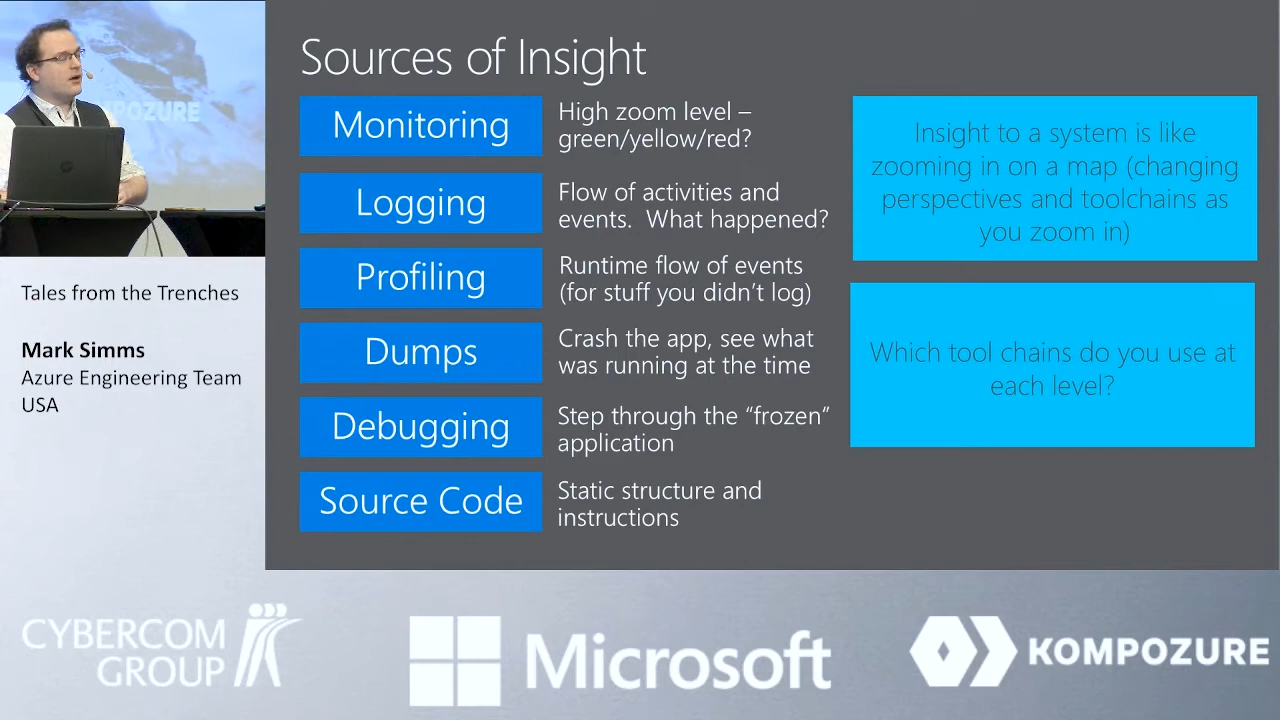 Sources of Insight
Monitoring
High zoom level –
green/yellow/red?
Logging
Flow of activities and
events.  What happened?
Profiling
Runtime flow of events
(for stuff you didn’t log)
Dumps
Crash the app, see what
was running at the time
Debugging
Step through the “frozen”
application
Source Code
Static structure and
instructions
Insight to a system is like
zooming in on a map (changing
perspectives and toolchains as
you zoom in)
Which tool chains do you use at
each level?
Tales from the Trenches
Mark Simms
Azure Engineering Team
USA
CYBERCOM
GROUP
Microsoft
KOMPOZURE